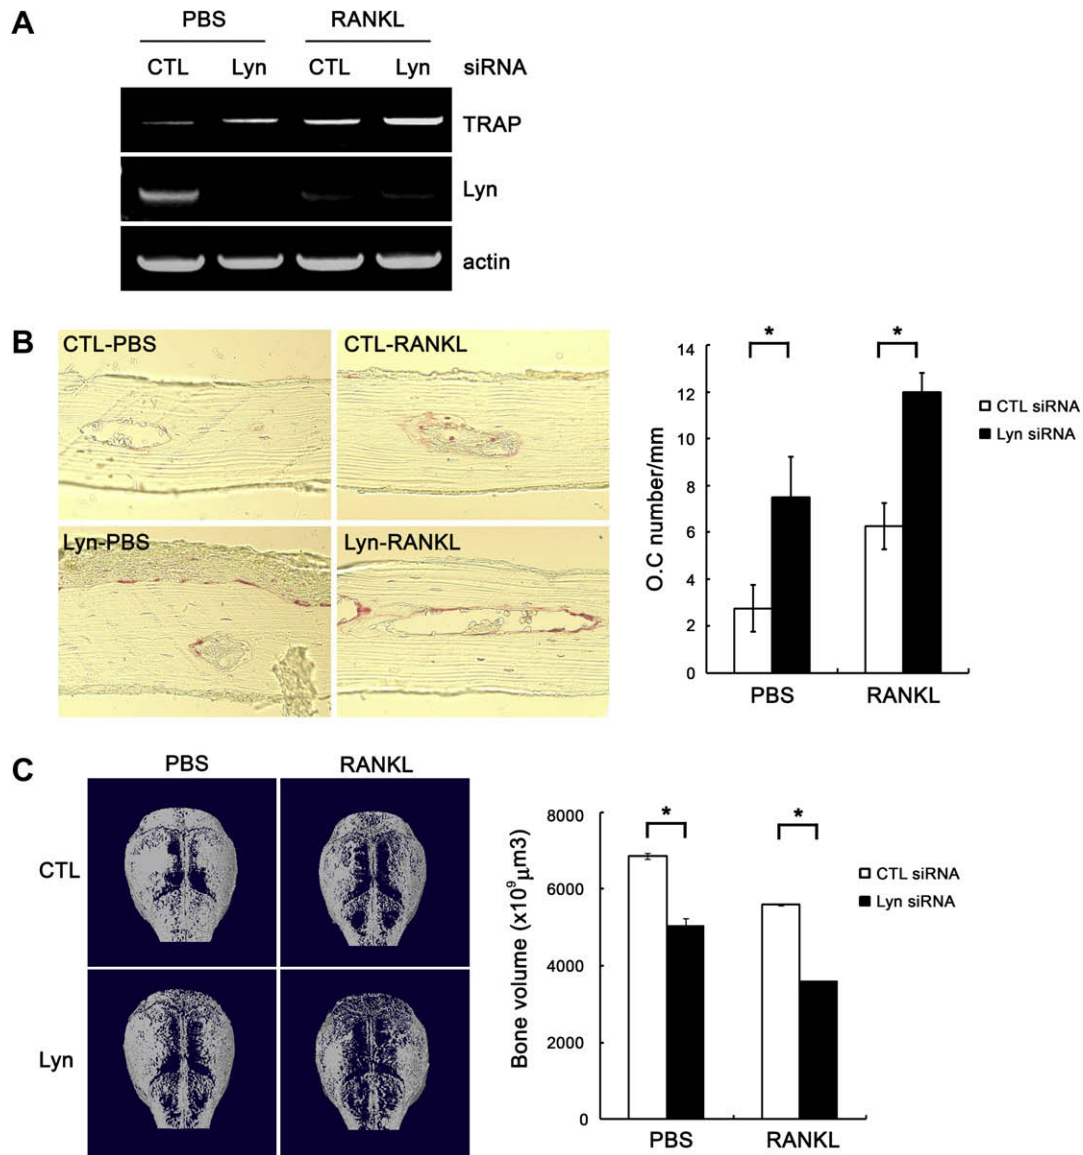 A
PBS RANKL
CTL Lyn CTL Lyn siRNA
TRAP
Lyn
actin
B
CTL-PBS CTL-RANKL
Lyn-PBS Lyn-RANKL
O.C number/mm
14
12
10
8
6
4
2
0
* *
PBS RANKL
CTL siRNA
Lyn siRNA
C
PBS RANKL
CTL
Lyn
Bone volume (x10⁹μm3)
8000
6000
4000
2000
0
* *
PBS RANKL
CTL siRNA
Lyn siRNA